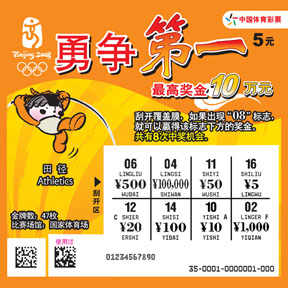 Beijing 2008
中国体育彩票
勇争第一
5元
最高奖金10万元
刮开覆盖膜，如果出现"08"标志，
就可以赢得该标志下方的奖金。
共有8次中奖机会。
田径
Athletics
刮开区
06 04 11 16
LINGLIU LINGSI SHIYI SHILIU
¥500 ¥100,000 ¥50 ¥5
WUBAI SHIWAN WUSHI LINGWU
12 14 10 02
C SHIER SHISI YISHI A LINGER F
¥20 ¥100 ¥10 ¥1,000
ERSHI YIBAI YISHI YIQIAN
金牌数：47枚
比赛场馆：国家体育场
使用过
01234567890
35-0001-0000001-000